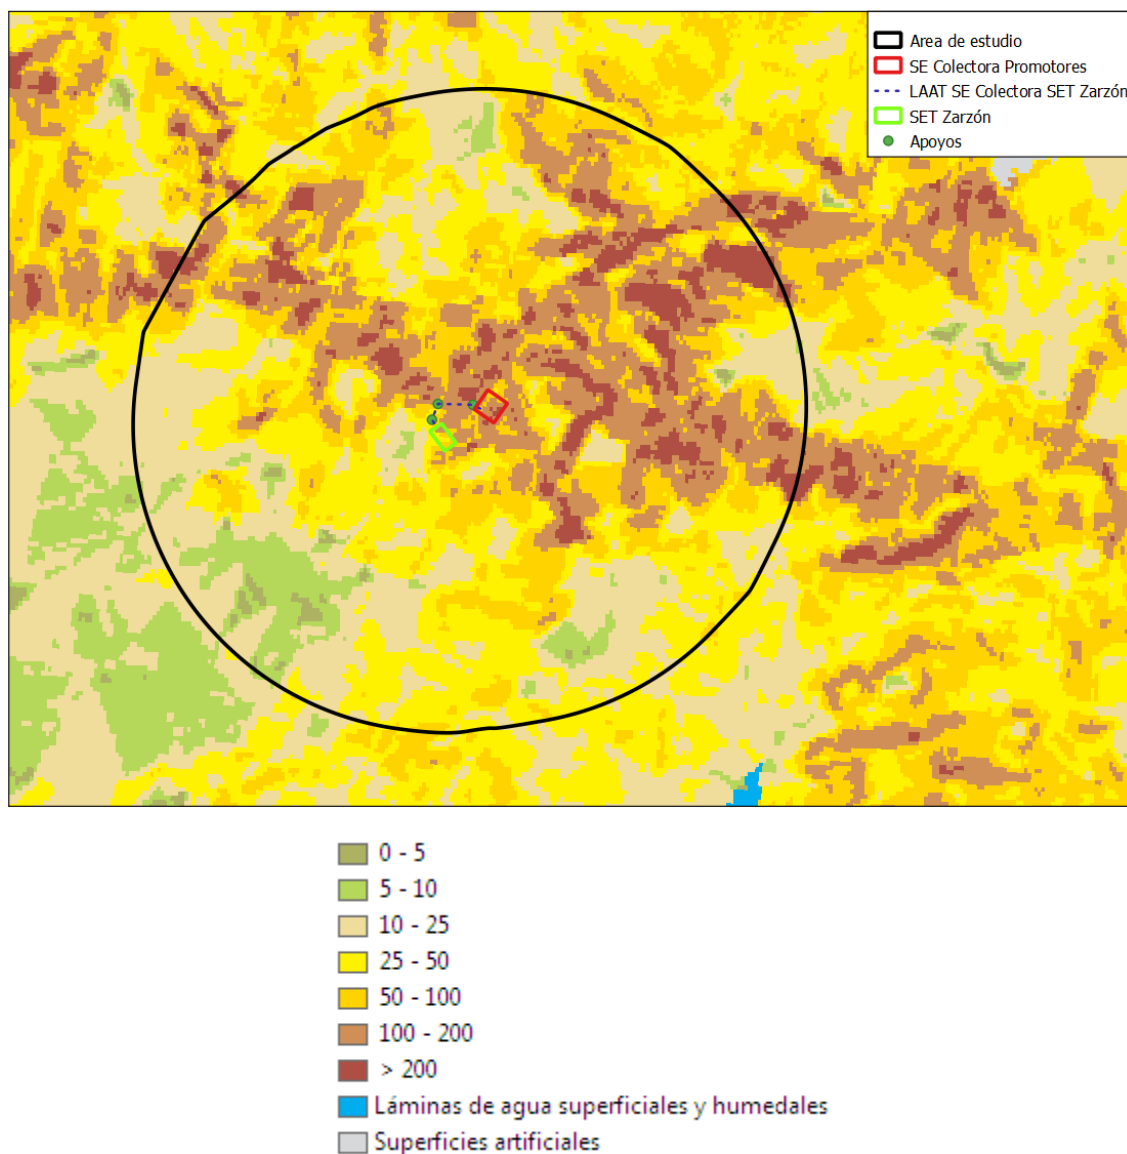 Area de estudio
SE Colectora Promotores
LAAT SE Colectora SET Zarzón
SET Zarzón
Apoyos
0 - 5
5 - 10
10 - 25
25 - 50
50 - 100
100 - 200
> 200
Láminas de agua superficiales y humedales
Superficies artificiales